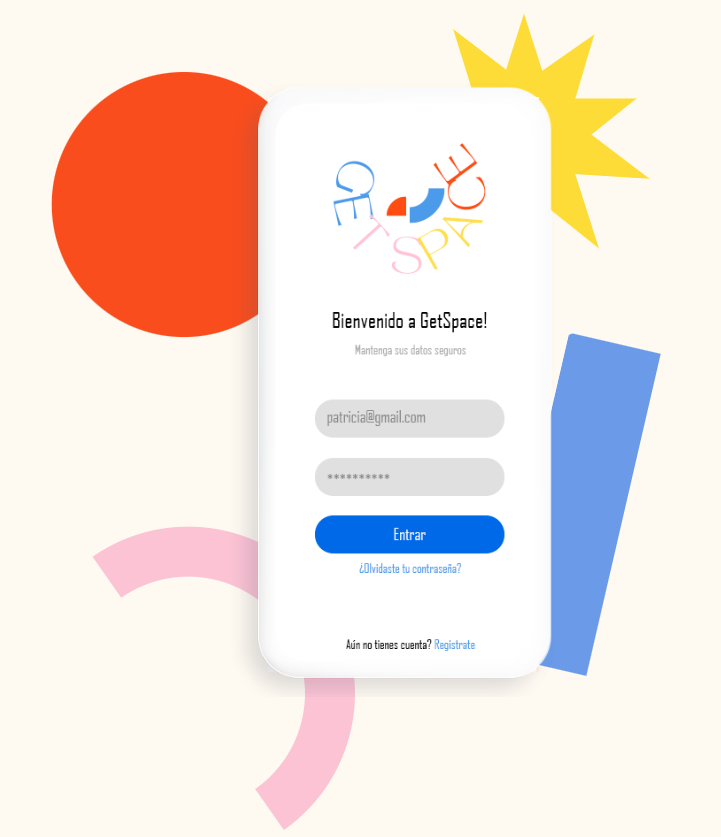 GETSPACE
Bienvenido a GetSpace!
Mantenga sus datos seguros
patricia@gmail.com
**********
Entrar
¿Olvidaste tu contraseña?
Aún no tienes cuenta? Registrate